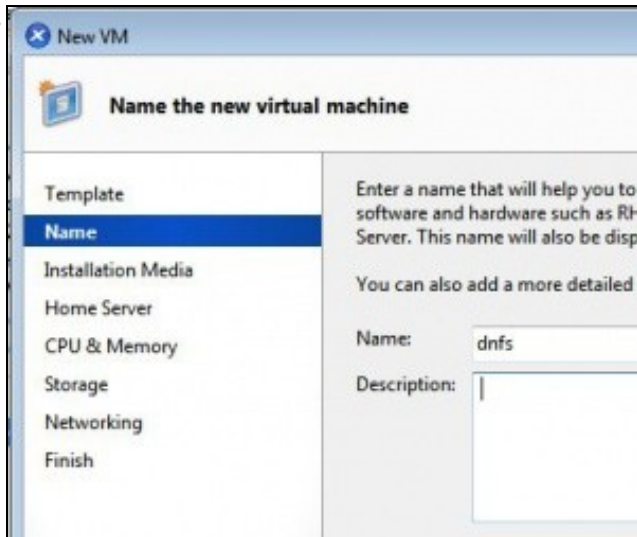 New VM
Name the new virtual machine
Template
Name
Installation Media
Home Server
CPU & Memory
Storage
Networking
Finish
Enter a name that will help you to
software and hardware such as RH
Server. This name will also be disp
You can also add a more detailed
Name:
dnfs
Description: